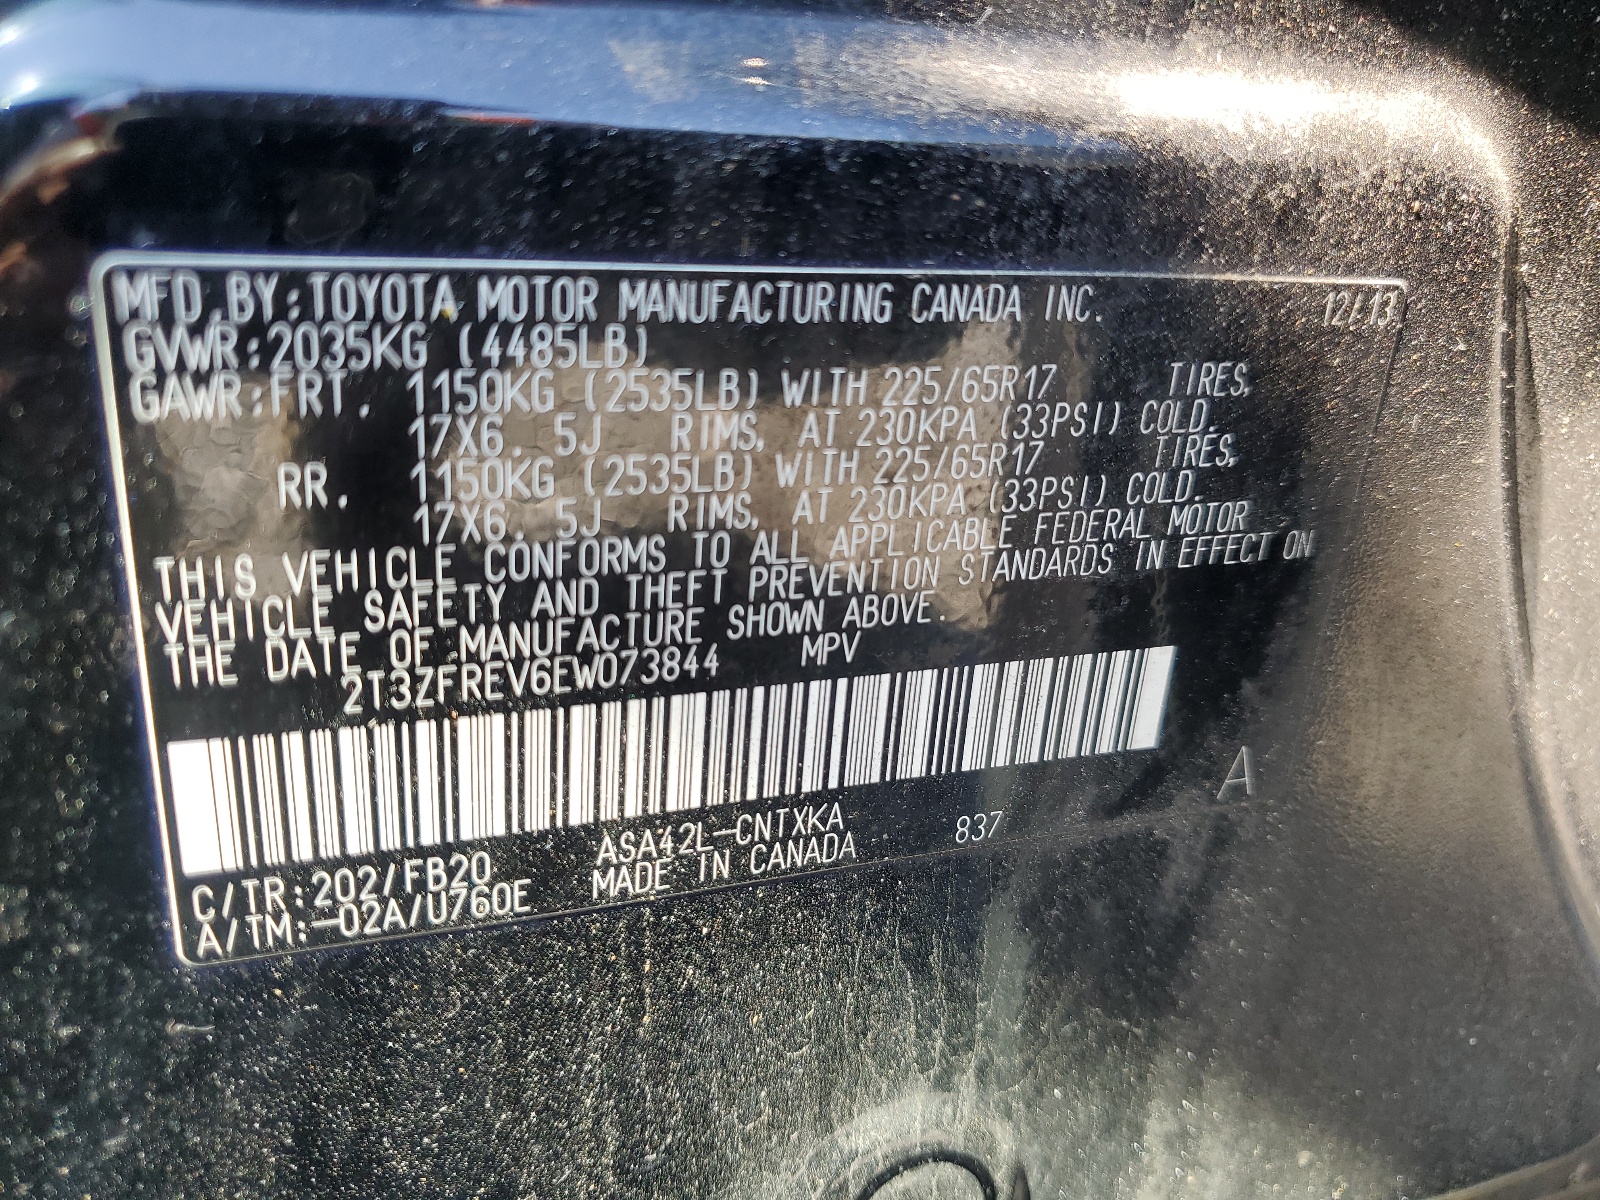 MFD. BY: TOYOTA MOTOR MANUFACTURING CANADA INC. 12/13
GVWR: 2035KG (4485LB)
GAWR: FRT. 1150KG (2535LB) WITH 225/65R17 TIRES,
17X6. 5J RIMS, AT 230KPA (33PSI) COLD.
RR. 1150KG (2535LB) WITH 225/65R17 TIRES,
17X6. 5J RIMS, AT 230KPA (33PSI) COLD.
THIS VEHICLE CONFORMS TO ALL APPLICABLE FEDERAL MOTOR
VEHICLE SAFETY AND THEFT PREVENTION STANDARDS IN EFFECT ON
THE DATE OF MANUFACTURE SHOWN ABOVE.
2T3ZFREV6EW073844 MPV
A
C/TR: 202/FB20 ASA42L-CNTXKA 837
A/TM: -02A/U760E MADE IN CANADA